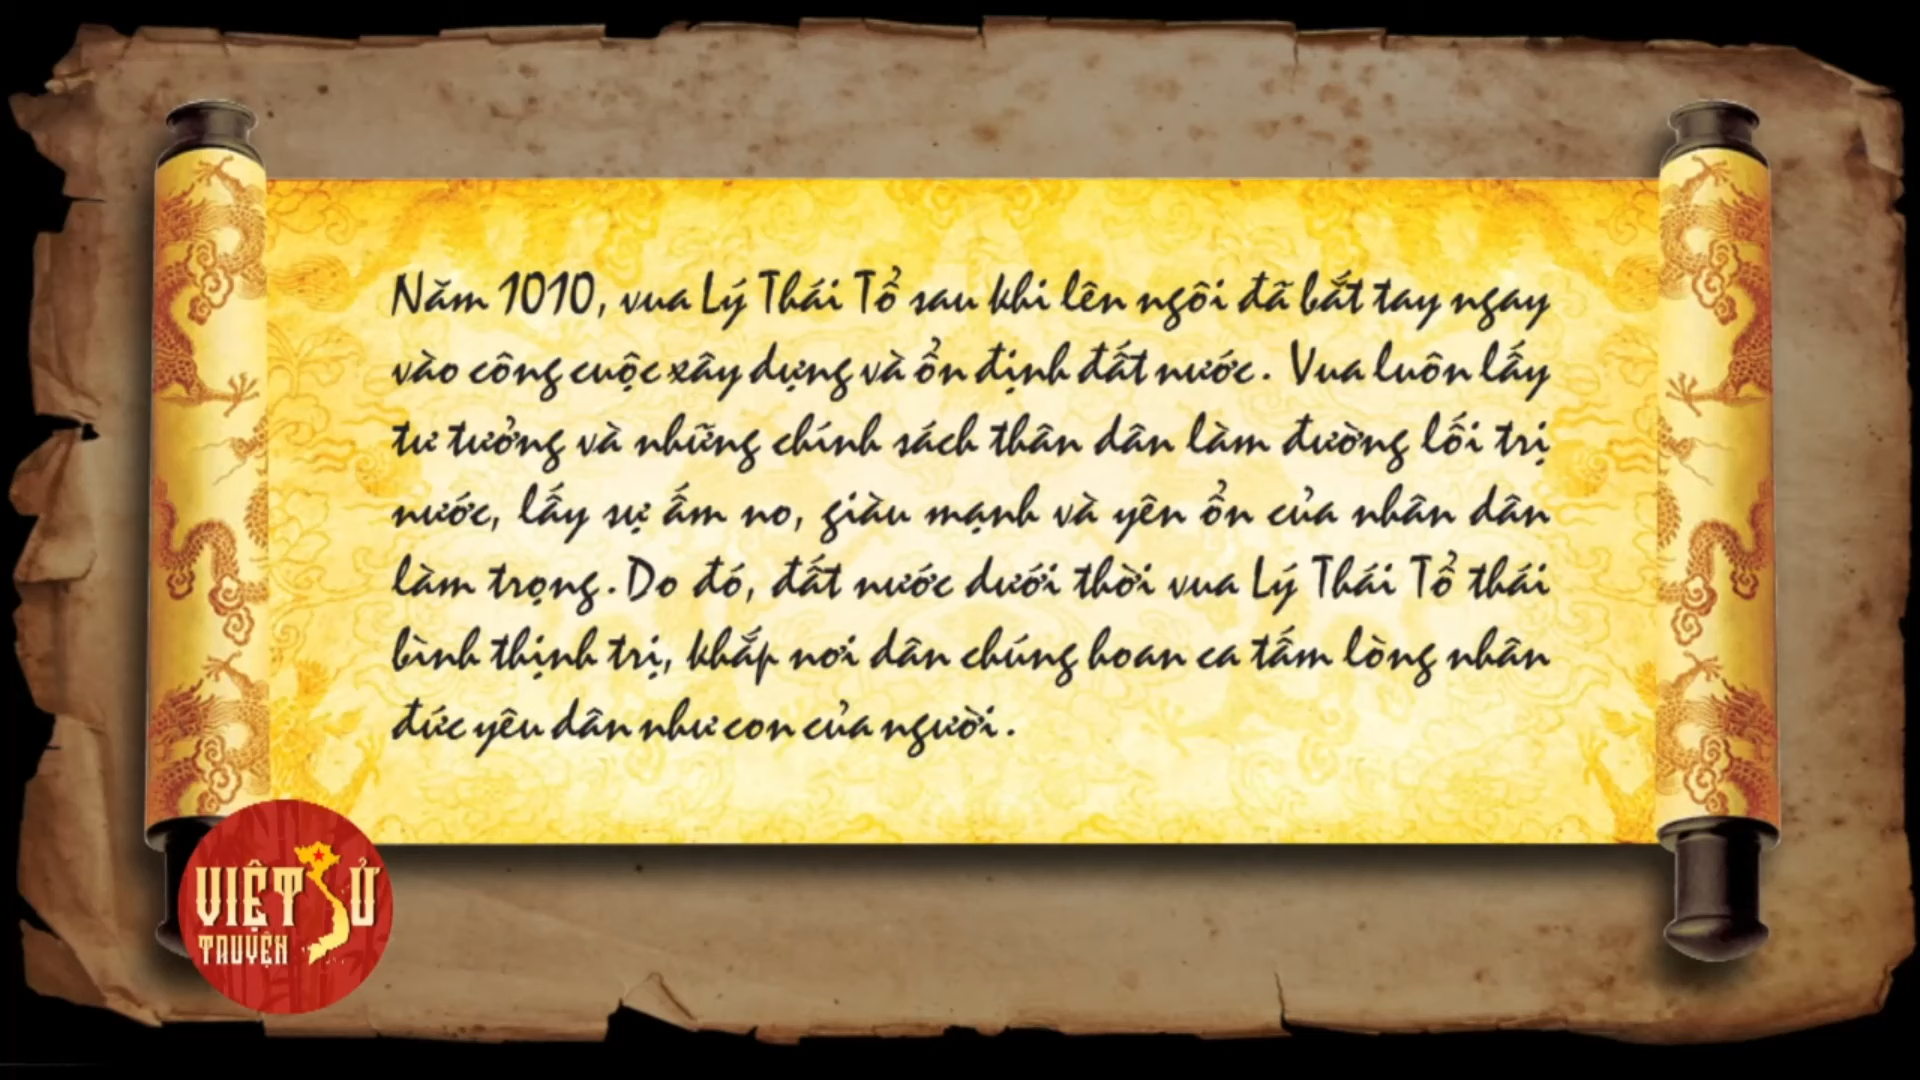 Năm 1010, vua Lý Thái Tổ sau khi lên ngôi đã bắt tay ngay
vào công cuộc xây dựng và ổn định đất nước. Vua luôn lấy
tư tưởng và những chính sách thân dân làm đường lối trị
nước, lấy sự ấm no, giàu mạnh và yên ổn của nhân dân
làm trọng. Do đó, đất nước dưới thời vua Lý Thái Tổ thái
bình thịnh trị, khắp nơi dân chúng hoan ca tấm lòng nhân
đức yêu dân như con của người.
VIỆT SỬ
TRUYỆN